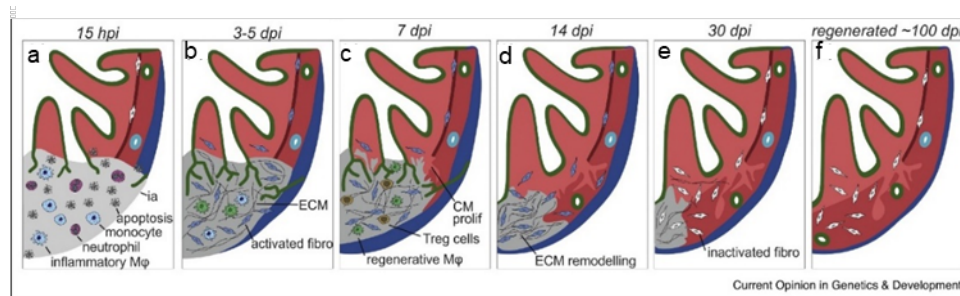 15 hpi
3-5 dpi
7 dpi
14 dpi
30 dpi
regenerated ~100 dpi
a
b
c
d
e
f
ia
apoptosis
monocyte
neutrophil
inflammatory Mφ
ECM
activated fibro
CM
prolif
Treg cells
regenerative Mφ
ECM remodelling
inactivated fibro
Current Opinion in Genetics & Development